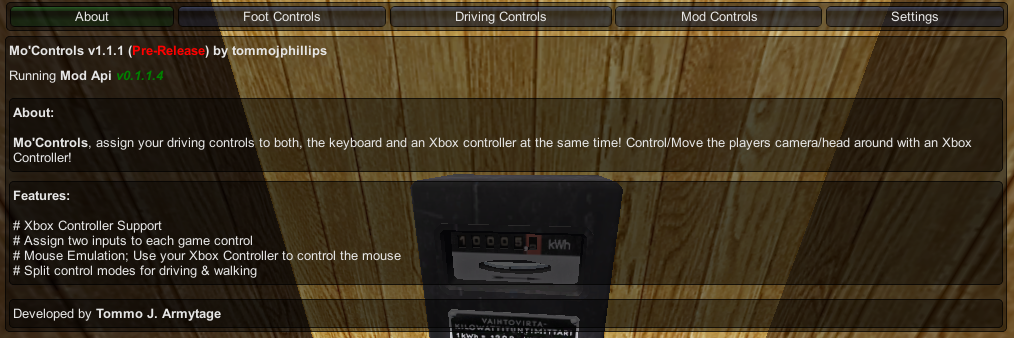 About Foot Controls Driving Controls Mod Controls Settings
Mo'Controls v1.1.1 (Pre-Release) by tommojphillips
Running Mod Api v0.1.1.4
About:
Mo'Controls, assign your driving controls to both, the keyboard and an Xbox controller at the same time! Control/Move the players camera/head around with an Xbox
Controller!
Features:
# Xbox Controller Support
# Assign two inputs to each game control
# Mouse Emulation; Use your Xbox Controller to control the mouse
# Split control modes for driving & walking
10005 kWh
Developed by Tommo J. Armytage
VAIHTOVIRTA-
KILOWATTITUNTIMITTARI